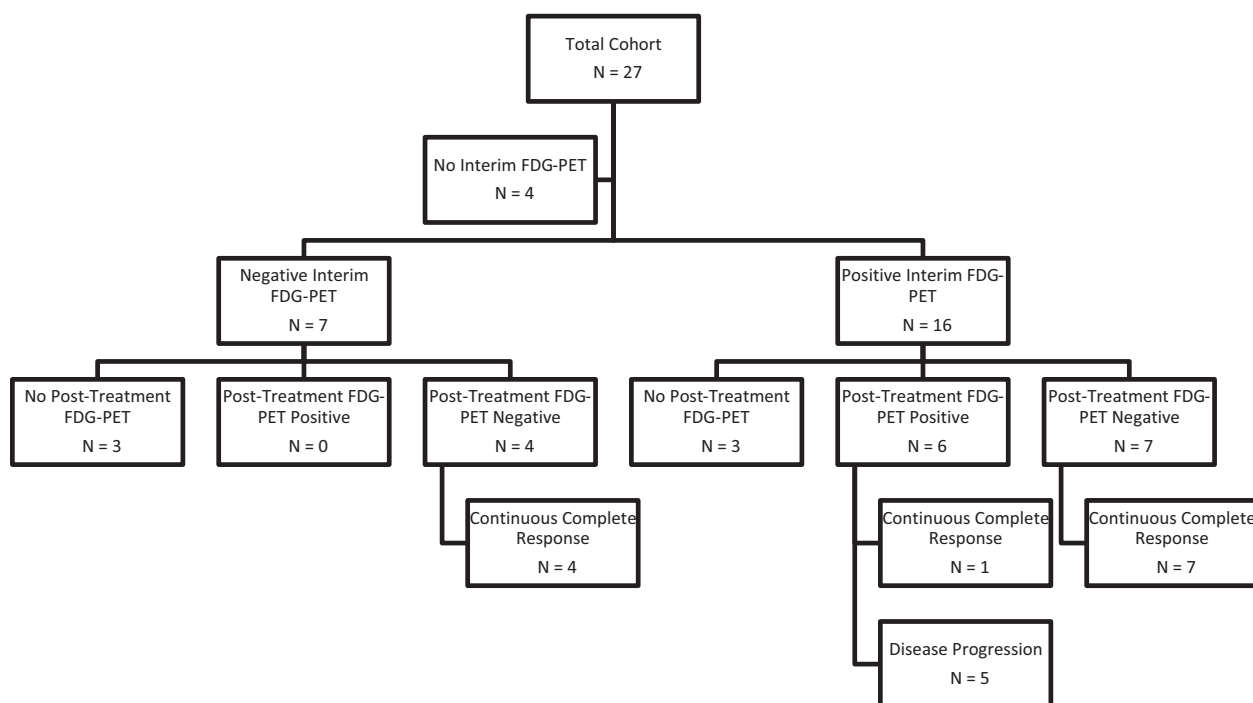 Total Cohort
N = 27
No Interim FDG-PET
N = 4
Negative Interim
FDG-PET
N = 7
Positive Interim FDG-
PET
N = 16
No Post-Treatment
FDG-PET
N = 3
Post-Treatment FDG-
PET Positive
N = 0
Post-Treatment FDG-
PET Negative
N = 4
No Post-Treatment
FDG-PET
N = 3
Post-Treatment FDG-
PET Positive
N = 6
Post-Treatment FDG-
PET Negative
N = 7
Continuous Complete
Response
N = 4
Continuous Complete
Response
N = 1
Continuous Complete
Response
N = 7
Disease Progression
N = 5